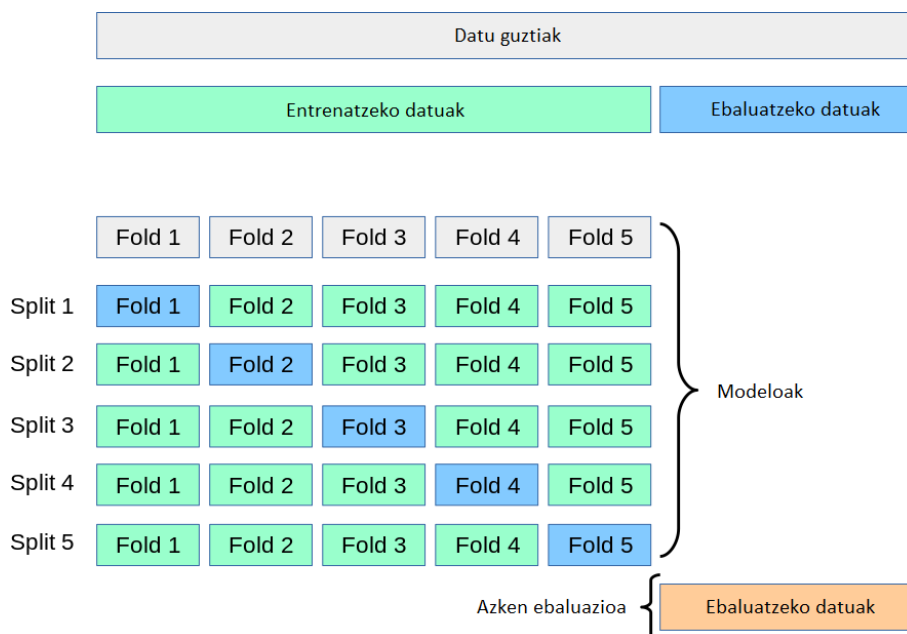 Datu guztiak
Entrenatzeko datuak Ebaluatzeko datuak
Fold 1 Fold 2 Fold 3 Fold 4 Fold 5
Split 1 Fold 1 Fold 2 Fold 3 Fold 4 Fold 5
Split 2 Fold 1 Fold 2 Fold 3 Fold 4 Fold 5
Modeloak
Split 3 Fold 1 Fold 2 Fold 3 Fold 4 Fold 5
Split 4 Fold 1 Fold 2 Fold 3 Fold 4 Fold 5
Split 5 Fold 1 Fold 2 Fold 3 Fold 4 Fold 5
Azken ebaluazioa Ebaluatzeko datuak